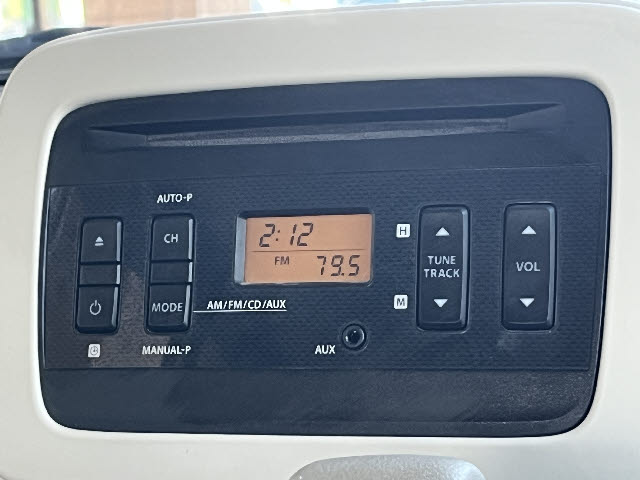 AUTO-P
CH
MODE
AM/FM/CD/AUX
MANUAL-P
2:12
FM
79.5
AUX
H
M
TUNE
TRACK
VOL